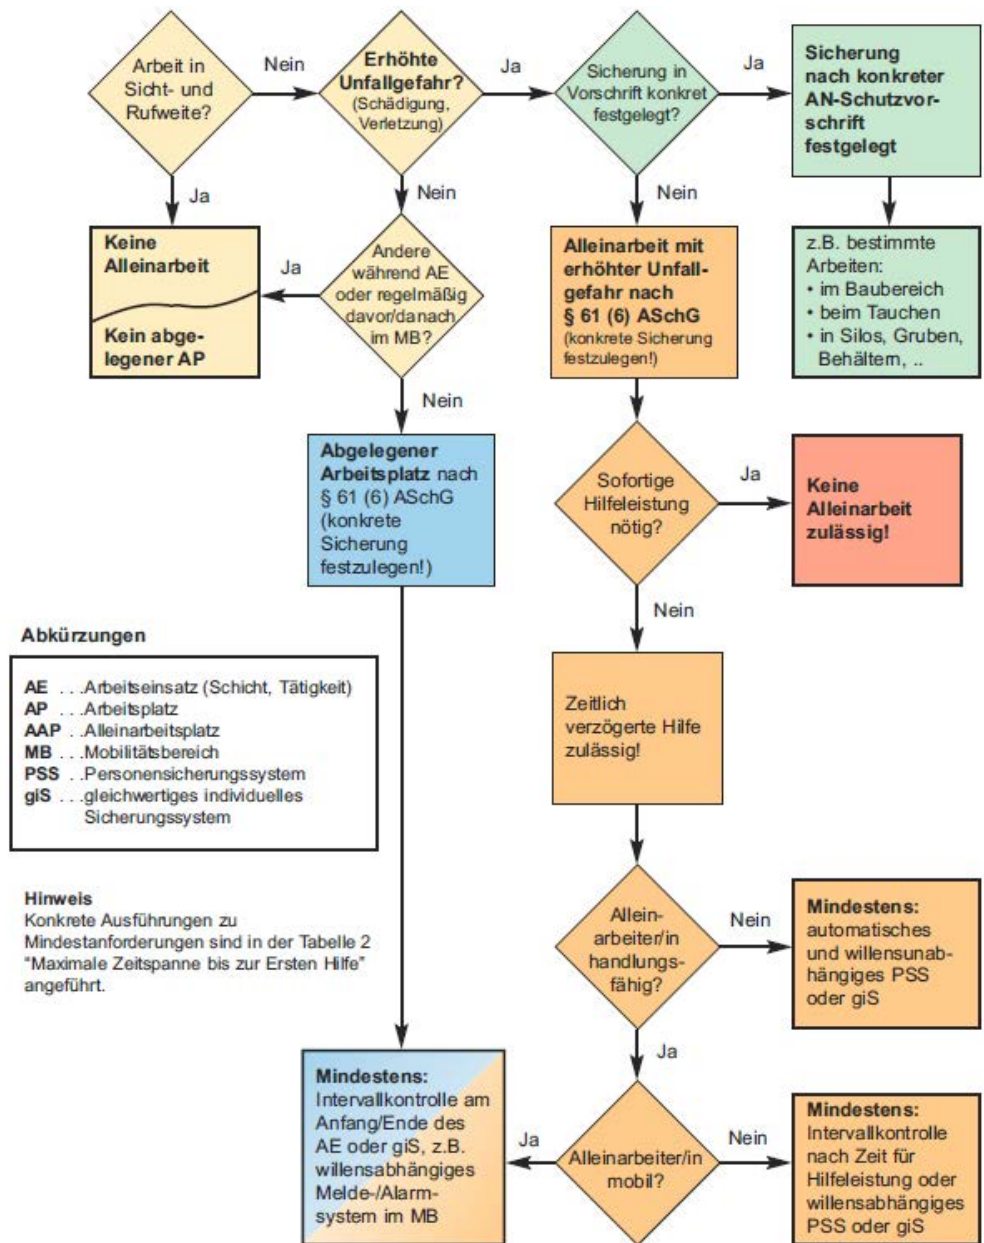 Arbeit in
Sicht- und
Rufweite?
Nein
Erhöhte
Unfallgefahr?
(Schädigung,
Verletzung)
Ja
Sicherung in
Vorschrift konkret
festgelegt?
Ja
Sicherung
nach konkreter
AN-Schutzvor-
schrift
festgelegt
Ja
Nein
Nein
Keine
Alleinarbeit
Kein abge-
legener AP
Ja
Andere
während AE
oder regelmäßig
davor/danach
im MB?
Alleinarbeit mit
erhöhter Unfall-
gefahr nach
§ 61 (6) ASchG
(konkrete Sicherung
festzulegen!)
z.B. bestimmte
Arbeiten:
• im Baubereich
• beim Tauchen
• in Silos, Gruben,
Behältern, ..
Nein
Abgelegener
Arbeitsplatz nach
§ 61 (6) ASchG
(konkrete
Sicherung
festzulegen!)
Sofortige
Hilfeleistung
nötig?
Ja
Keine
Alleinarbeit
zulässig!
Nein
Abkürzungen
AE . . .Arbeitseinsatz (Schicht, Tätigkeit)
AP . . .Arbeitsplatz
AAP . . .Alleinarbeitsplatz
MB . . .Mobilitätsbereich
PSS . .Personensicherungssystem
giS . . .gleichwertiges individuelles
Sicherungssystem
Zeitlich
verzögerte Hilfe
zulässig!
Hinweis
Konkrete Ausführungen zu
Mindestanforderungen sind in der Tabelle 2
"Maximale Zeitspanne bis zur Ersten Hilfe"
angeführt.
Allein-
arbeiter/in
handlungs-
fähig?
Nein
Mindestens:
automatisches
und willensunab-
hängiges PSS
oder giS
Ja
Mindestens:
Intervallkontrolle am
Anfang/Ende des
AE oder giS, z.B.
willensabhängiges
Melde-/Alarm-
system im MB
Ja
Alleinarbeiter/in
mobil?
Nein
Mindestens:
Intervallkontrolle
nach Zeit für
Hilfeleistung oder
willensabhängiges
PSS oder giS